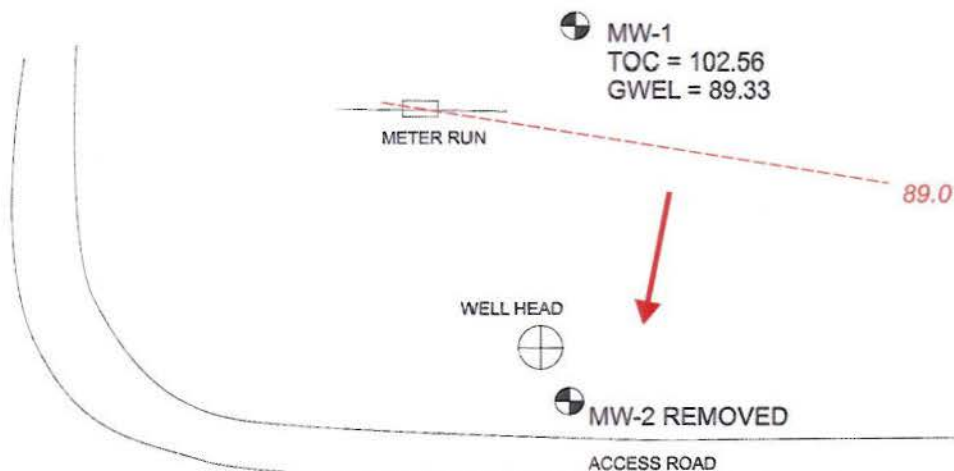 MW-1
TOC = 102.56
GWEL = 89.33
METER RUN
89.0
WELL HEAD
MW-2 REMOVED
ACCESS ROAD